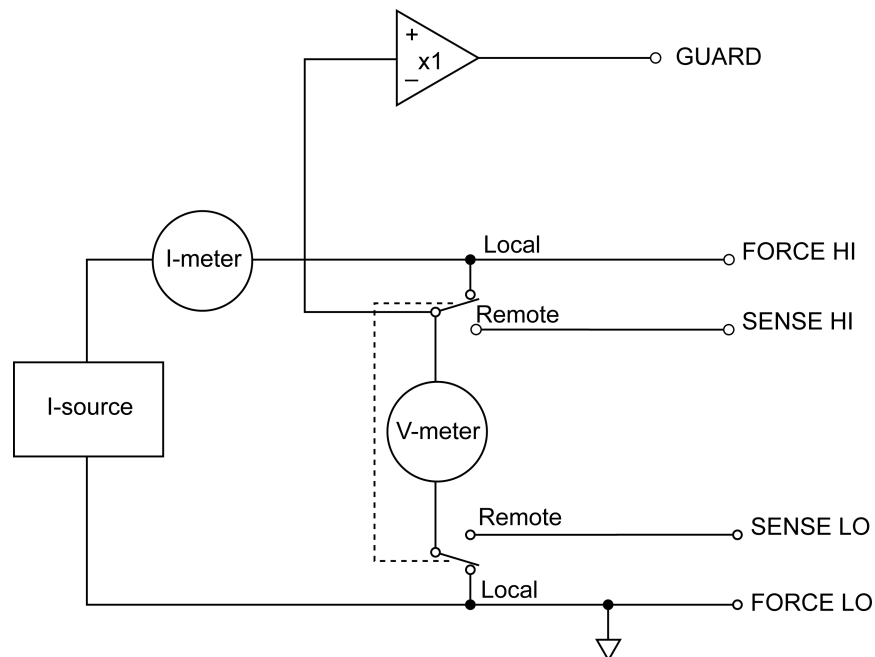 +
x1
–
GUARD
Local
FORCE HI
I-meter
Remote
SENSE HI
I-source
V-meter
Remote
SENSE LO
Local
FORCE LO